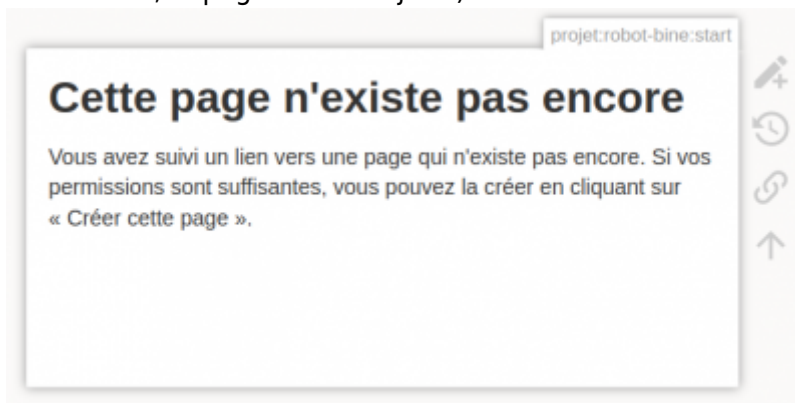 projet:robot-bine:start
Cette page n'existe pas encore
Vous avez suivi un lien vers une page qui n'existe pas encore. Si vos
permissions sont suffisantes, vous pouvez la créer en cliquant sur
« Créer cette page ».